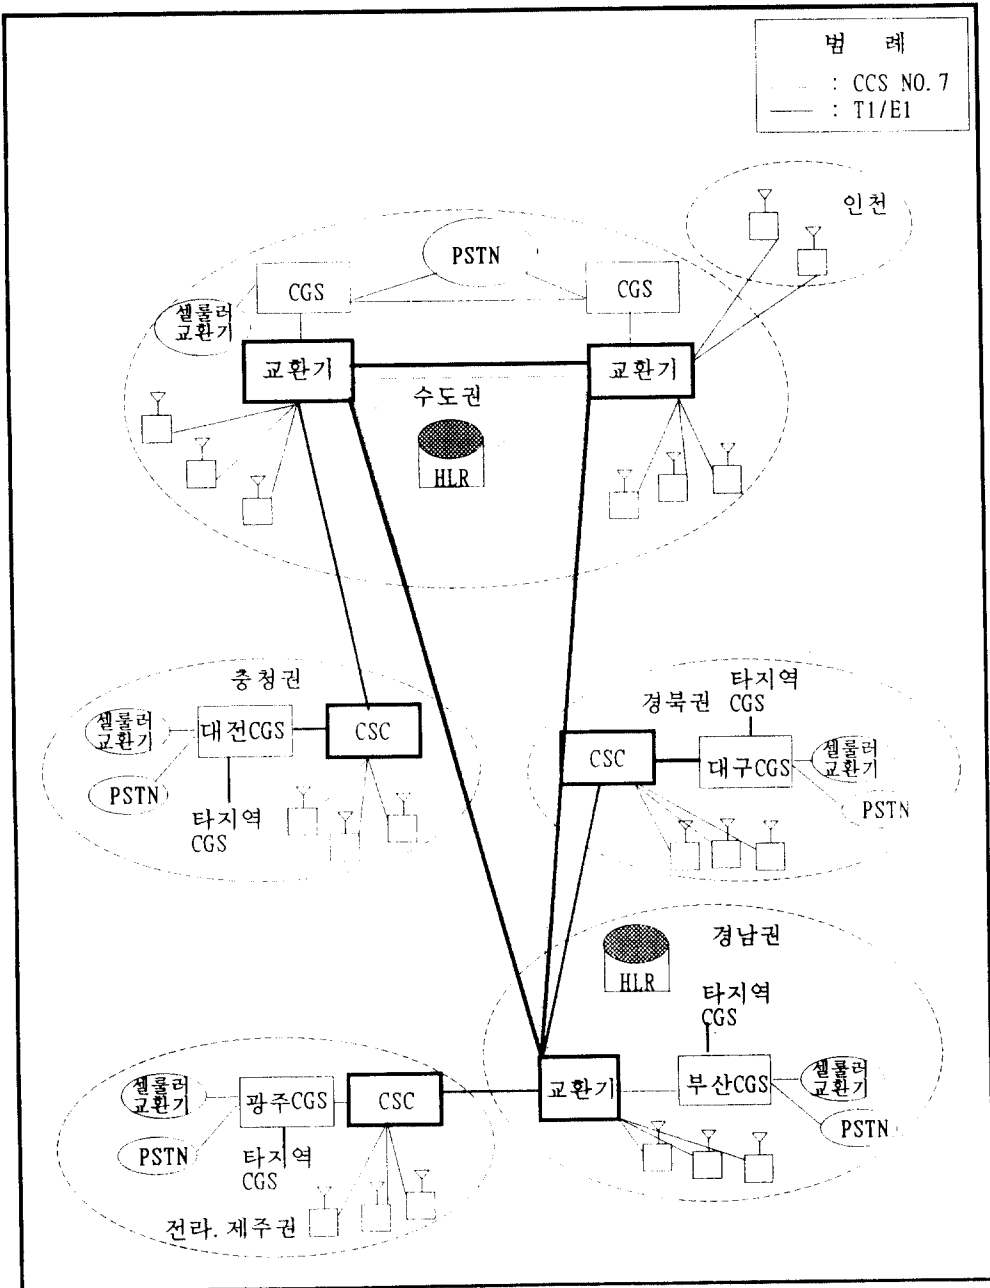 범 례
: CCS NO. 7
: T1/E1
인천
PSTN
CGS
CGS
셀룰러
교환기
교환기
교환기
수도권
HLR
충청권
셀룰러
교환기
대전CGS
CSC
PSTN
타지역
CGS
경북권
타지역
CGS
CSC
대구CGS
셀룰러
교환기
PSTN
경남권
HLR
타지역
CGS
교환기
부산CGS
셀룰러
교환기
PSTN
셀룰러
교환기
광주CGS
CSC
PSTN
타지역
CGS
전라. 제주권